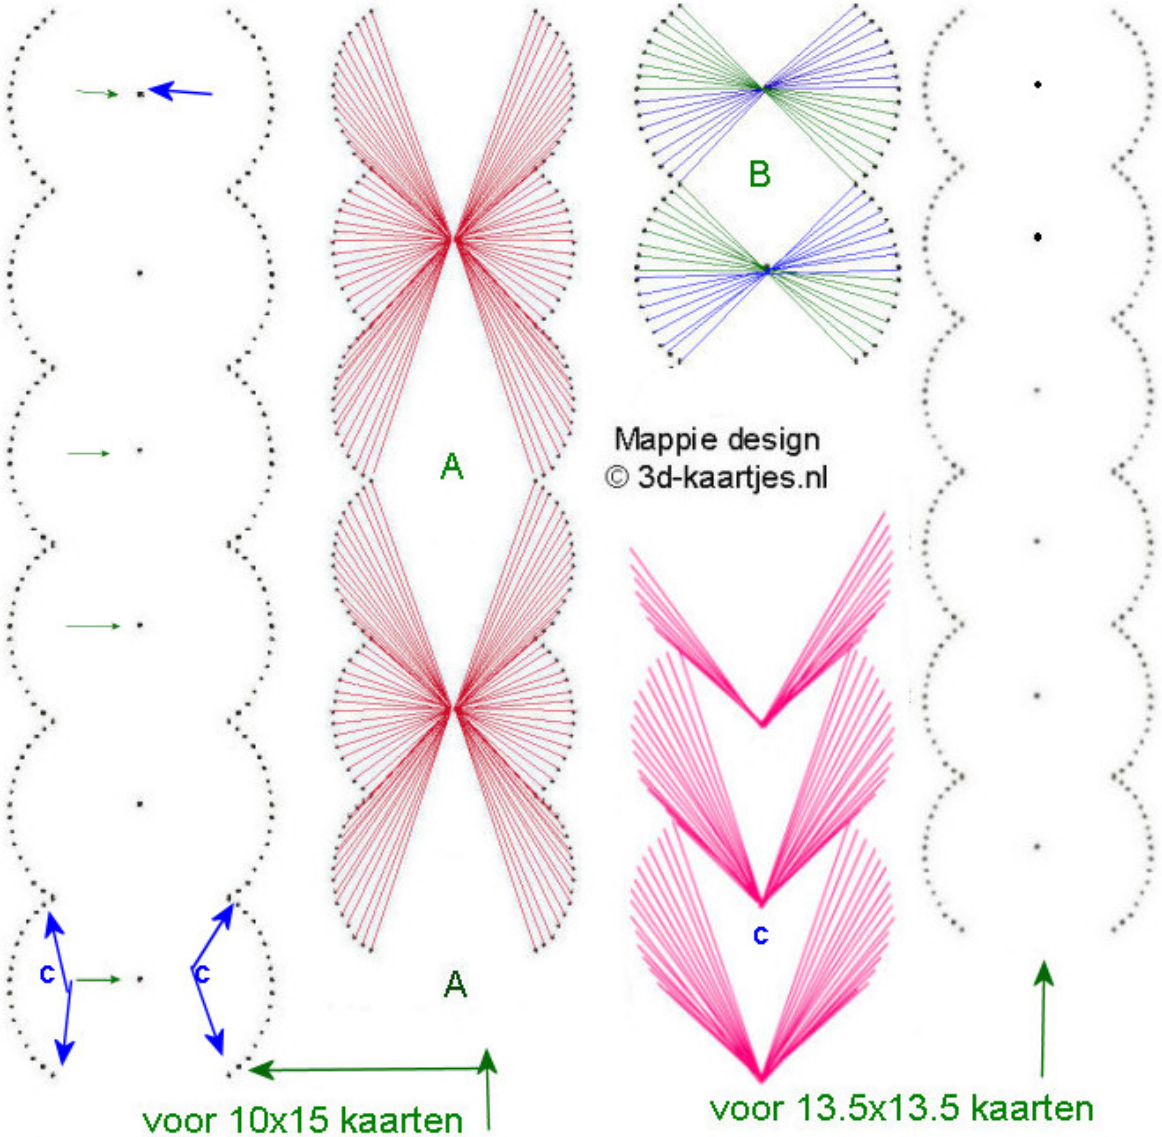 B
Mappie design
© 3d-kaartjes.nl
A
c
c
c
A
voor 10x15 kaarten
voor 13.5x13.5 kaarten